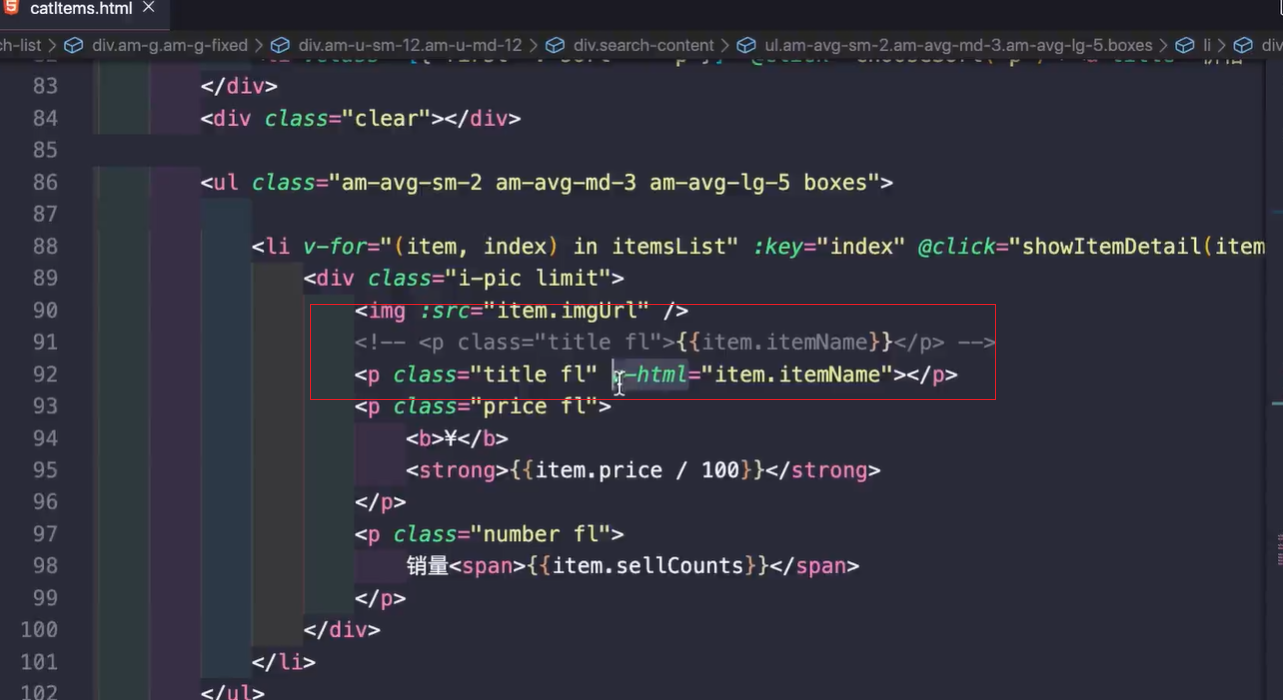 catItems.html
ch-list > div.am-g.am-g-fixed > div.am-u-sm-12.am-u-md-12 > div.search-content > ul.am-avg-sm-2.am-avg-md-3.am-avg-lg-5.boxes > li > div
83 </div>
84 <div class="clear"></div>
85
86 <ul class="am-avg-sm-2 am-avg-md-3 am-avg-lg-5 boxes">
87
88 <li v-for="(item, index) in itemsList" :key="index" @click="showItemDetail(item
89 <div class="i-pic limit">
90 <img :src="item.imgUrl" />
91 <!-- <p class="title fl">{{item.itemName}}</p> -->
92 <p class="title fl" v-html="item.itemName"></p>
93 <p class="price fl">
94 <b>¥</b>
95 <strong>{{item.price / 100}}</strong>
96 </p>
97 <p class="number fl">
98 销量<span>{{item.sellCounts}}</span>
99 </p>
100 </div>
101 </li>
102 </ul>